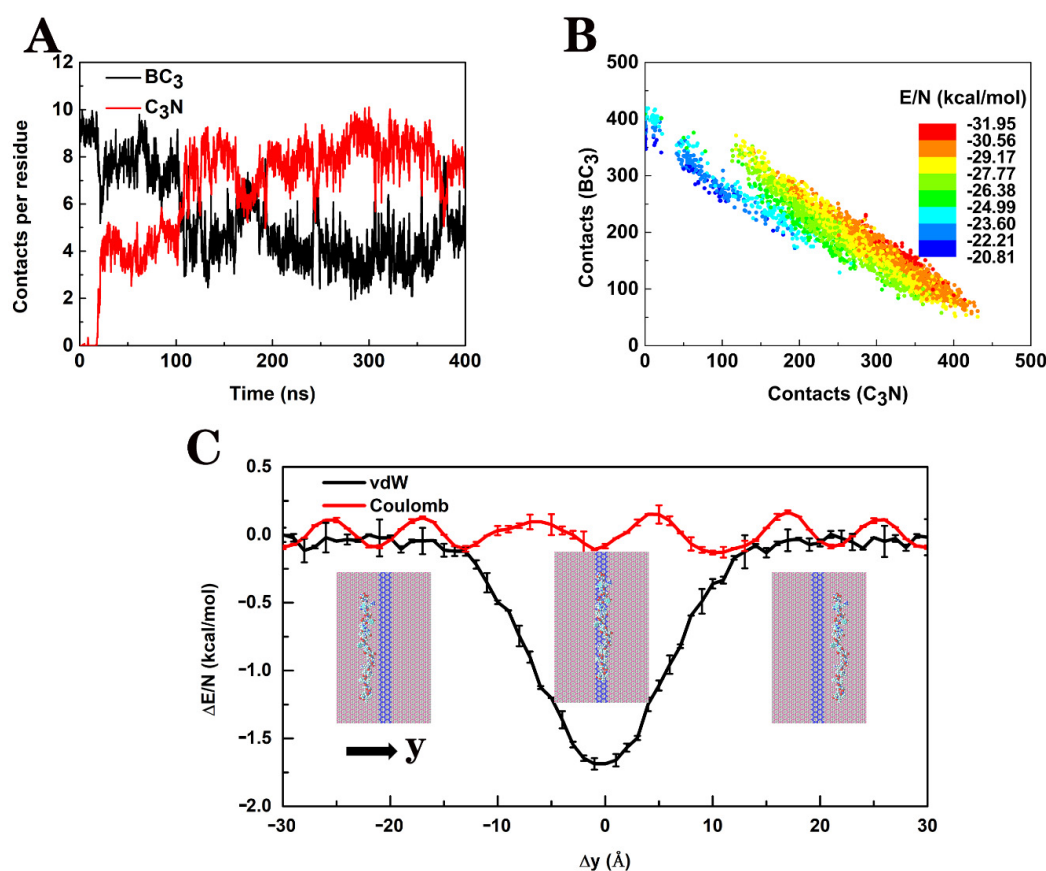 A
12
10
8
6
4
2
0
Contacts per residue
BC3
C3N
0 100 200 300 400
Time (ns)
B
500
400
300
200
100
0
Contacts (BC3)
E/N (kcal/mol)
-31.95
-30.56
-29.17
-27.77
-26.38
-24.99
-23.60
-22.21
-20.81
0 100 200 300 400 500
Contacts (C3N)
C
0.5
0.0
−0.5
−1.0
−1.5
−2.0
ΔE/N (kcal/mol)
vdW
Coulomb
y
−30 −20 −10 0 10 20 30
Δy (Å)